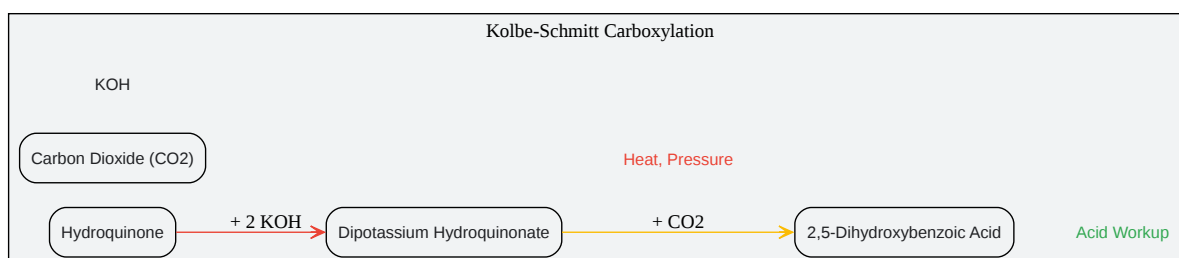 Kolbe-Schmitt Carboxylation
KOH
Carbon Dioxide (CO2)
Heat, Pressure
Hydroquinone
+ 2 KOH
Dipotassium Hydroquinonate
+ CO2
2,5-Dihydroxybenzoic Acid
Acid Workup